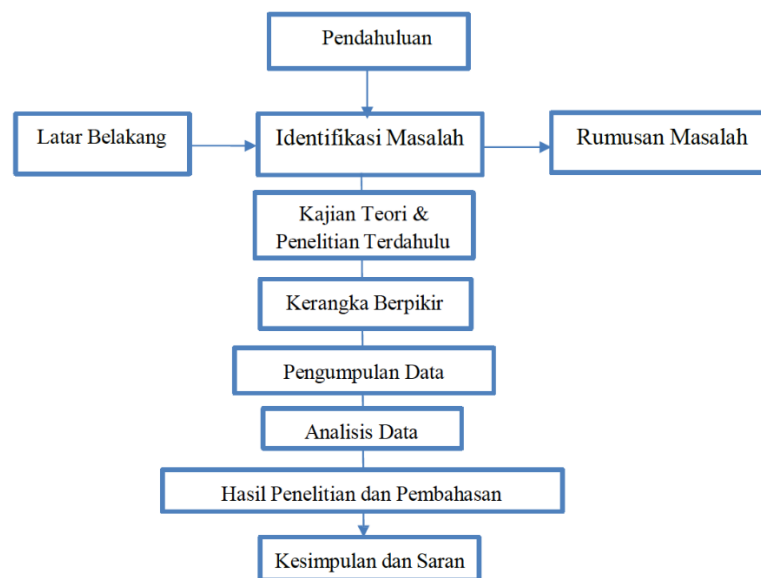 Pendahuluan
Latar Belakang
Identifikasi Masalah
Rumusan Masalah
Kajian Teori &
Penelitian Terdahulu
Kerangka Berpikir
Pengumpulan Data
Analisis Data
Hasil Penelitian dan Pembahasan
Kesimpulan dan Saran